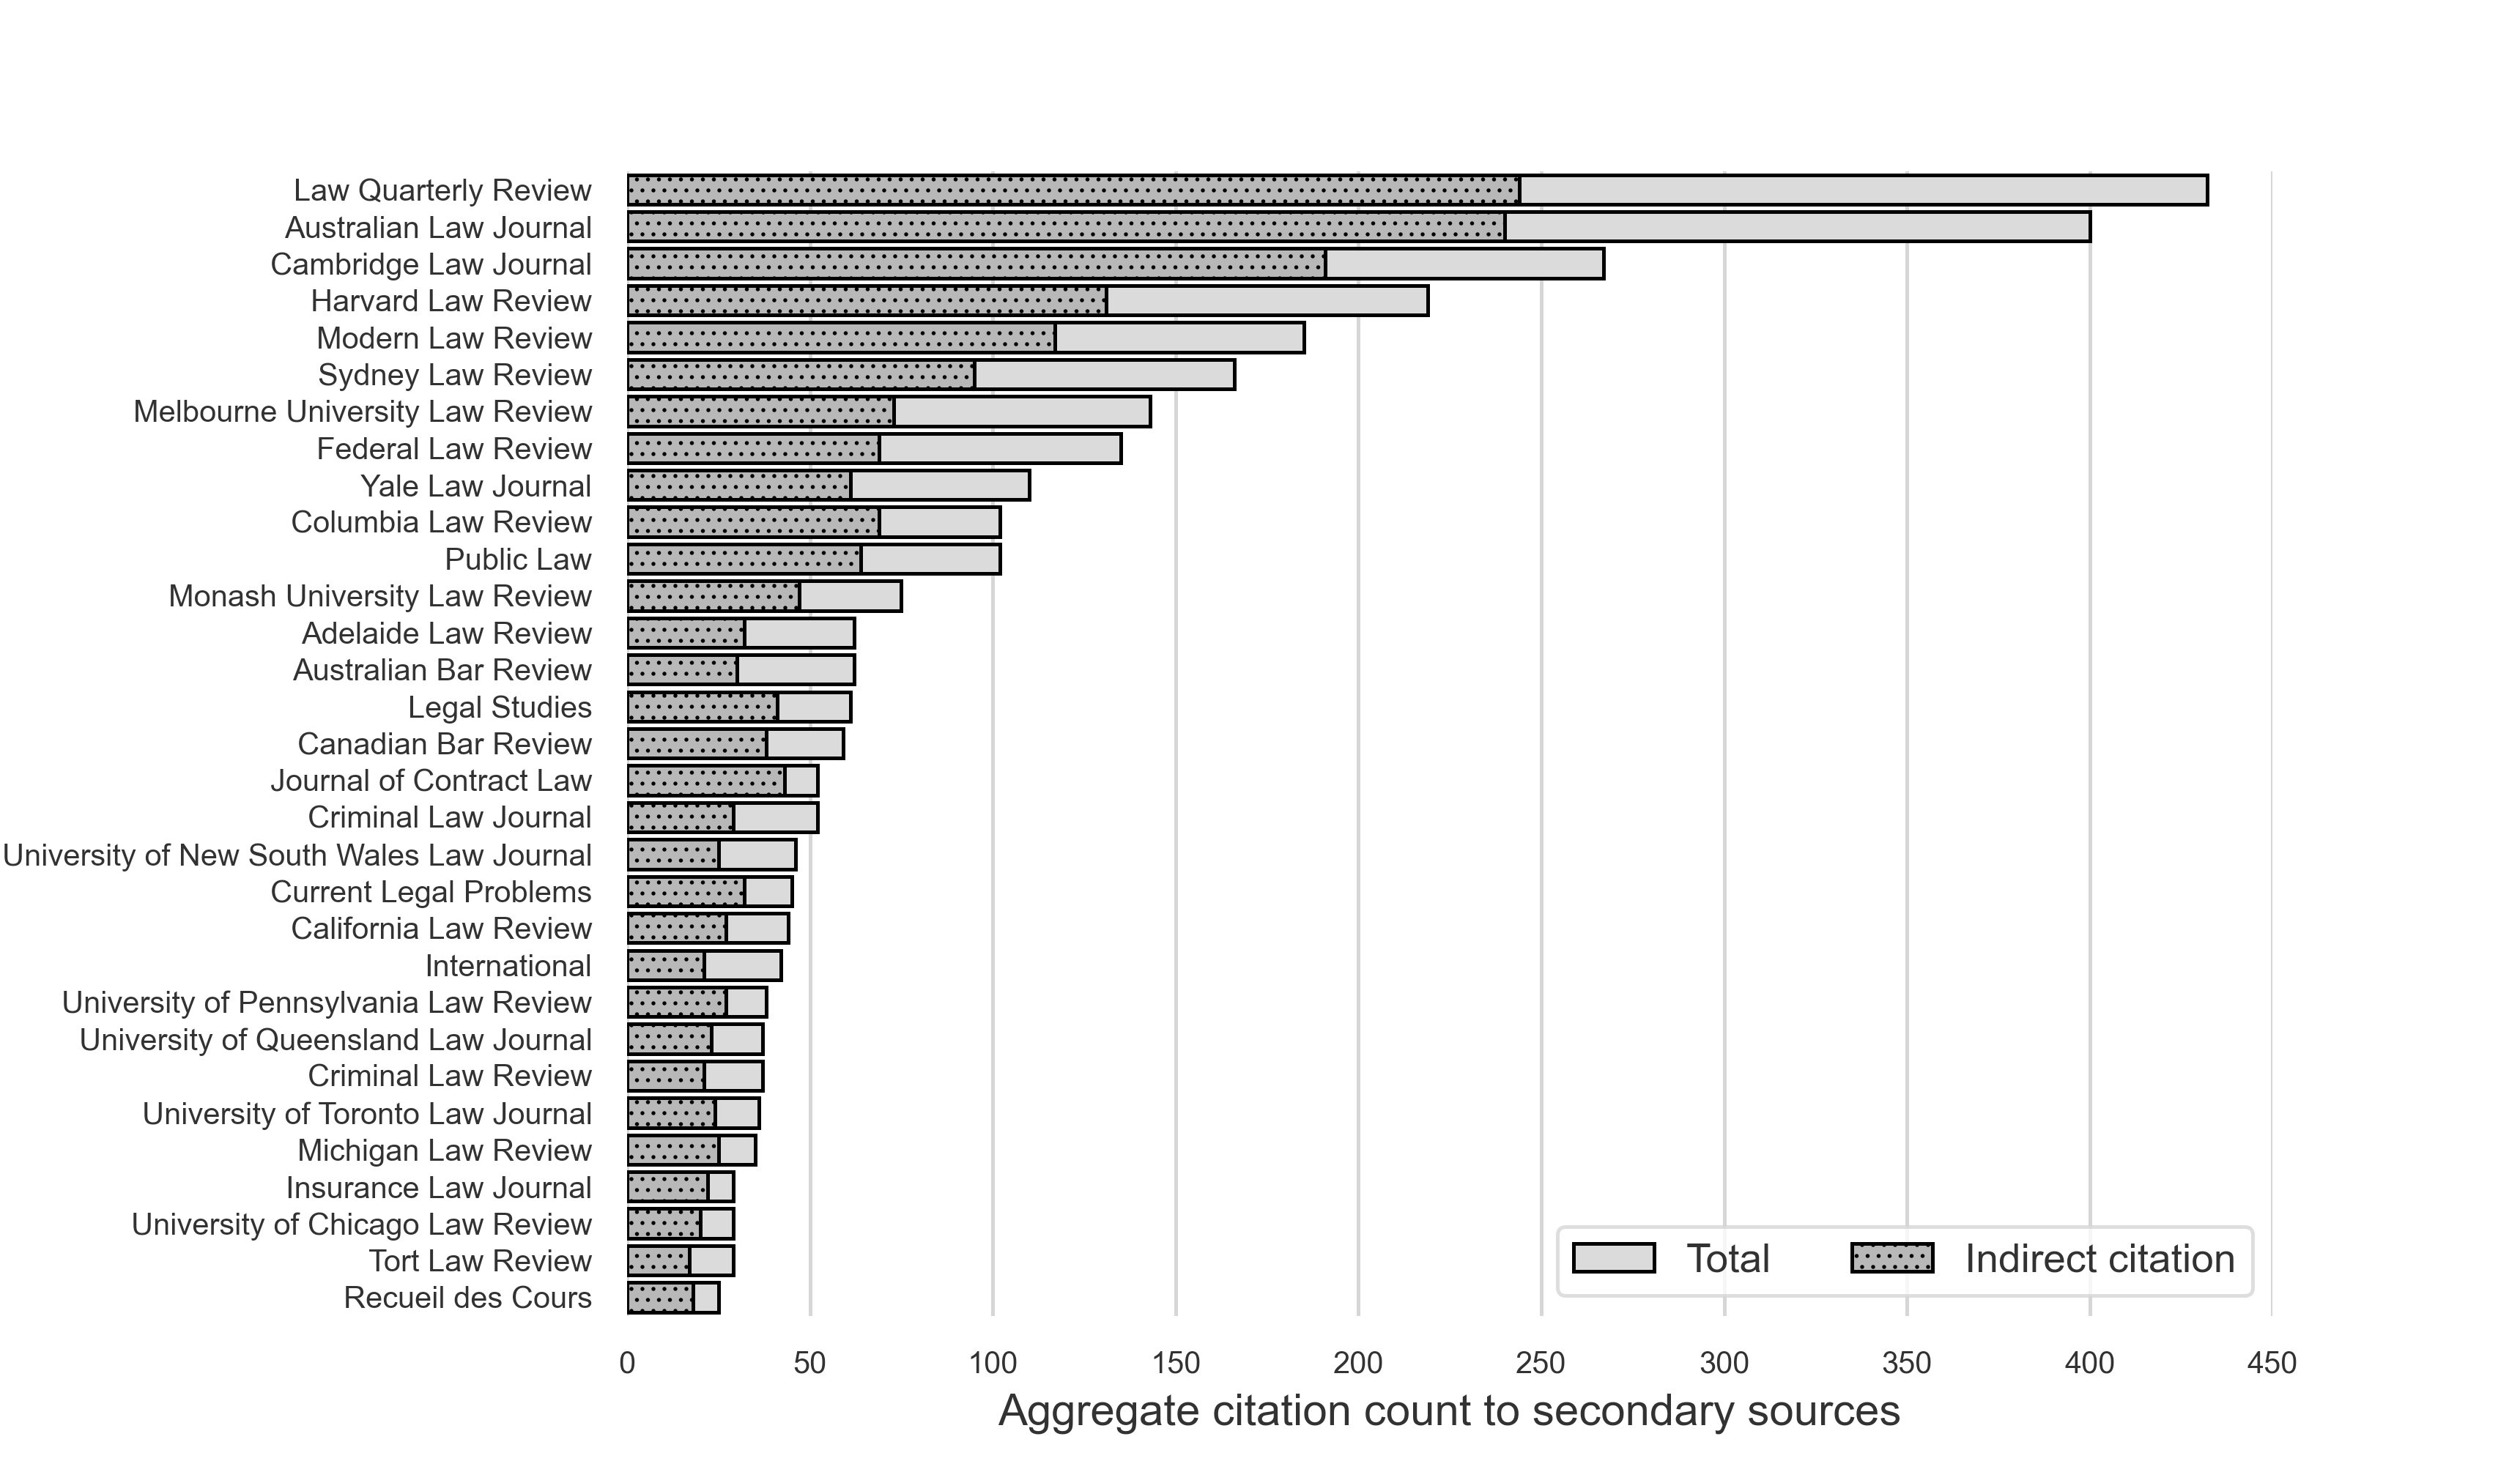 Law Quarterly Review
Australian Law Journal
Cambridge Law Journal
Harvard Law Review
Modern Law Review
Sydney Law Review
Melbourne University Law Review
Federal Law Review
Yale Law Journal
Columbia Law Review
Public Law
Monash University Law Review
Adelaide Law Review
Australian Bar Review
Legal Studies
Canadian Bar Review
Journal of Contract Law
Criminal Law Journal
University of New South Wales Law Journal
Current Legal Problems
California Law Review
International
University of Pennsylvania Law Review
University of Queensland Law Journal
Criminal Law Review
University of Toronto Law Journal
Michigan Law Review
Insurance Law Journal
University of Chicago Law Review
Tort Law Review
Recueil des Cours
Total Indirect citation
0 50 100 150 200 250 300 350 400 450
Aggregate citation count to secondary sources